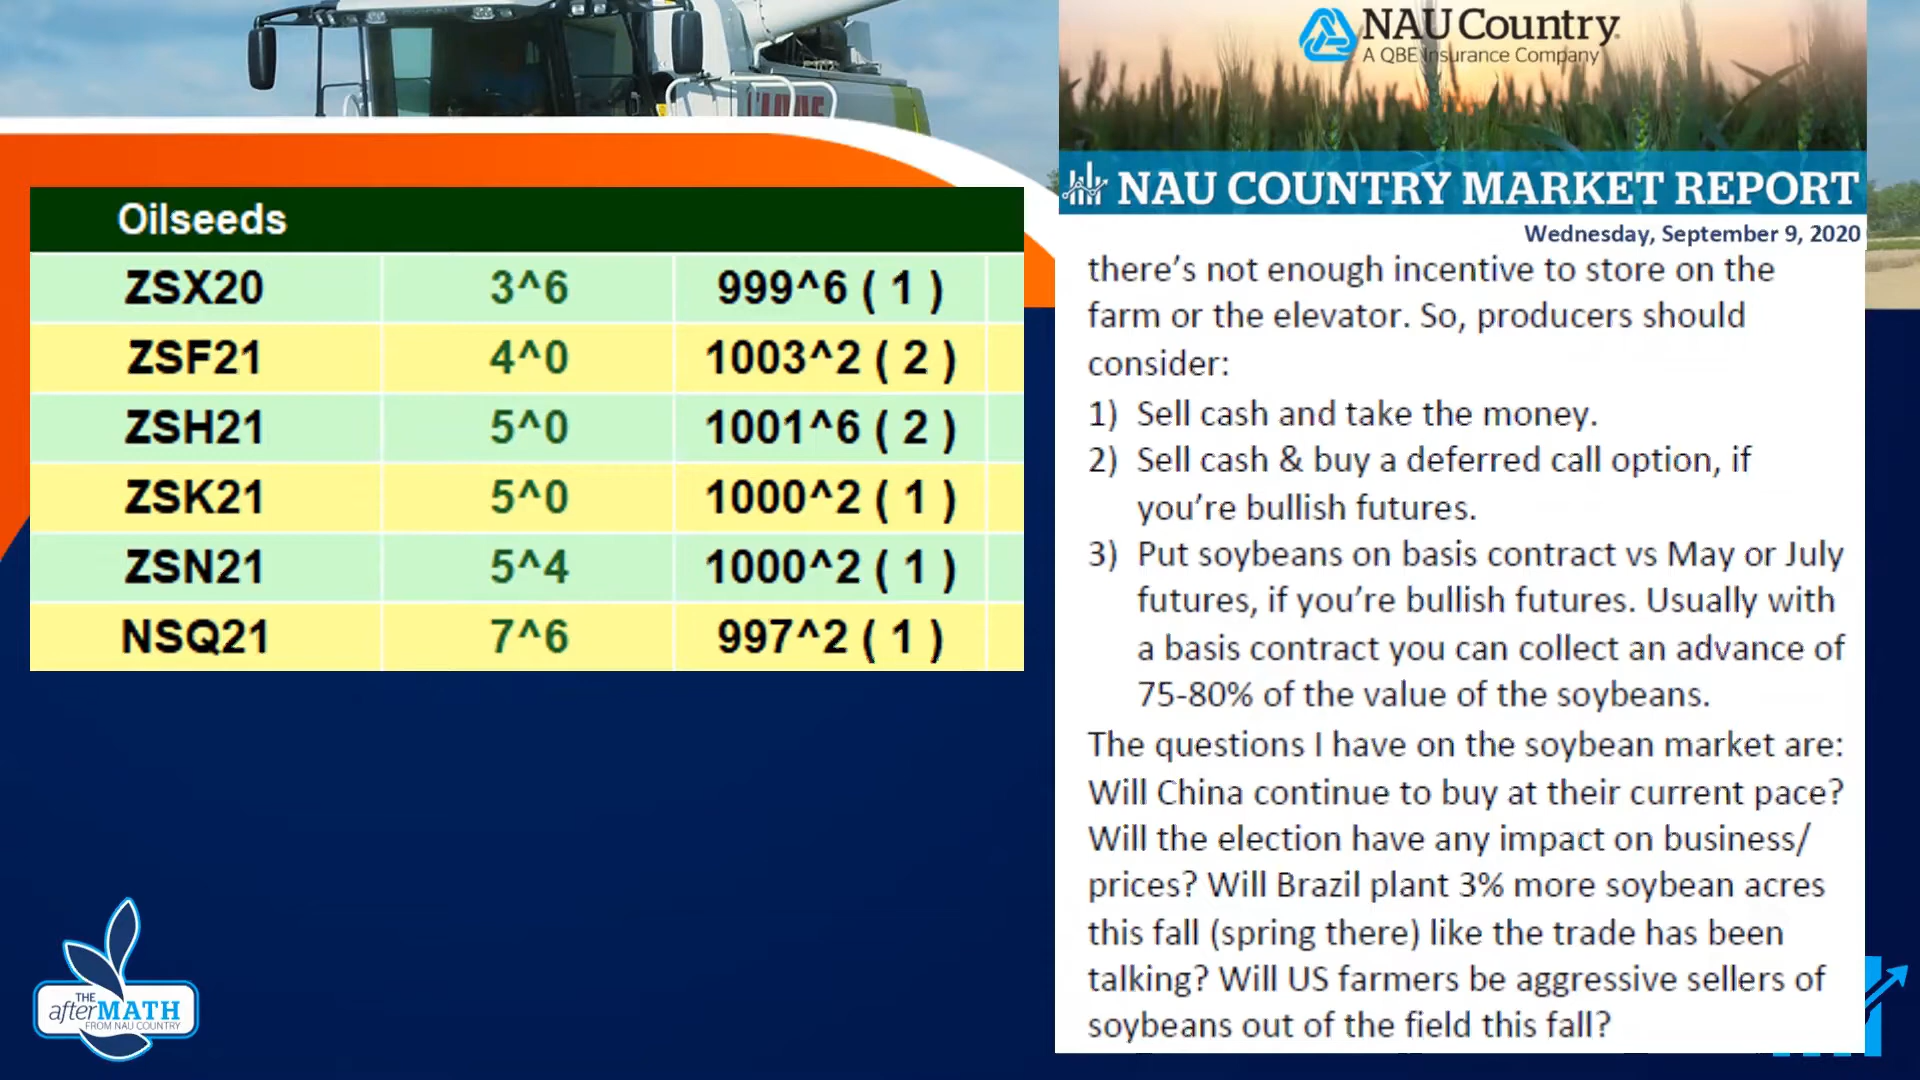 Oilseeds
ZSX20 3^6 999^6 ( 1 )
ZSF21 4^0 1003^2 ( 2 )
ZSH21 5^0 1001^6 ( 2 )
ZSK21 5^0 1000^2 ( 1 )
ZSN21 5^4 1000^2 ( 1 )
NSQ21 7^6 997^2 ( 1 )
THE
afterMATH
FROM NAU COUNTRY
NAU Country
A QBE Insurance Company
NAU COUNTRY MARKET REPORT
Wednesday, September 9, 2020
there’s not enough incentive to store on the
farm or the elevator. So, producers should
consider:
1) Sell cash and take the money.
2) Sell cash & buy a deferred call option, if
you’re bullish futures.
3) Put soybeans on basis contract vs May or July
futures, if you’re bullish futures. Usually with
a basis contract you can collect an advance of
75-80% of the value of the soybeans.
The questions I have on the soybean market are:
Will China continue to buy at their current pace?
Will the election have any impact on business/
prices? Will Brazil plant 3% more soybean acres
this fall (spring there) like the trade has been
talking? Will US farmers be aggressive sellers of
soybeans out of the field this fall?